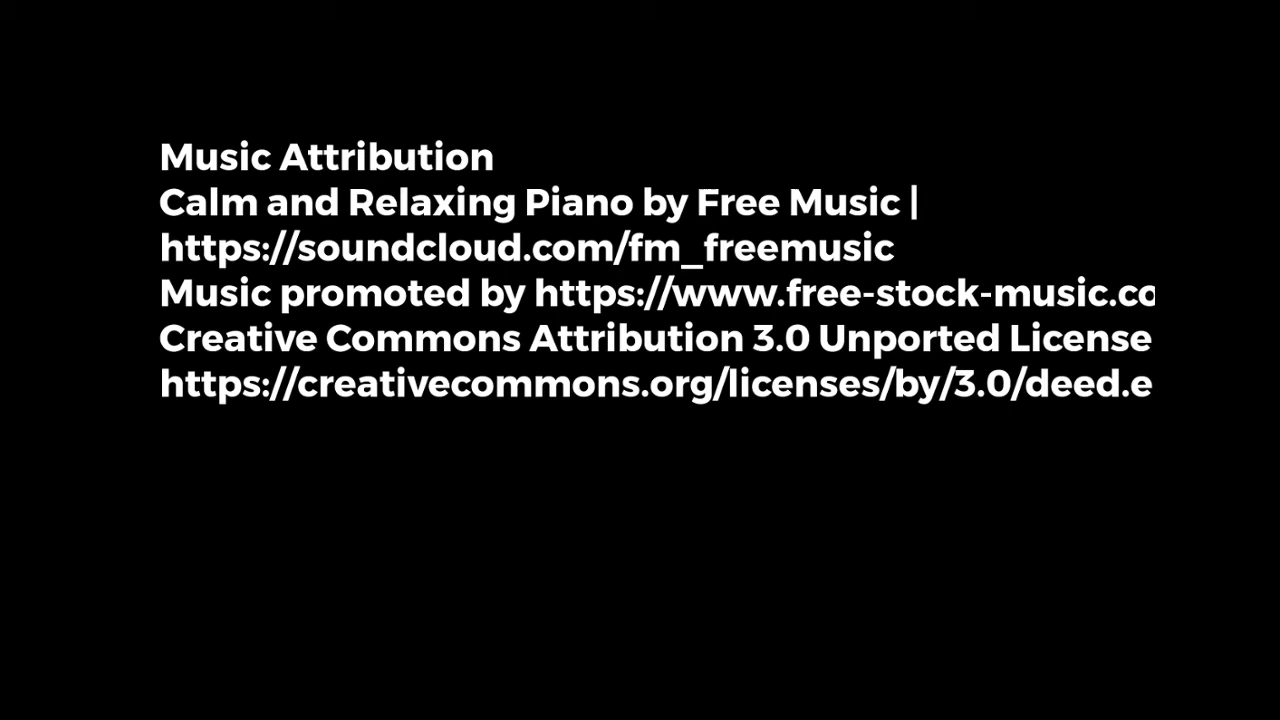 Music Attribution
Calm and Relaxing Piano by Free Music |
https://soundcloud.com/fm_freemusic
Music promoted by https://www.free-stock-music.co
Creative Commons Attribution 3.0 Unported License
https://creativecommons.org/licenses/by/3.0/deed.e